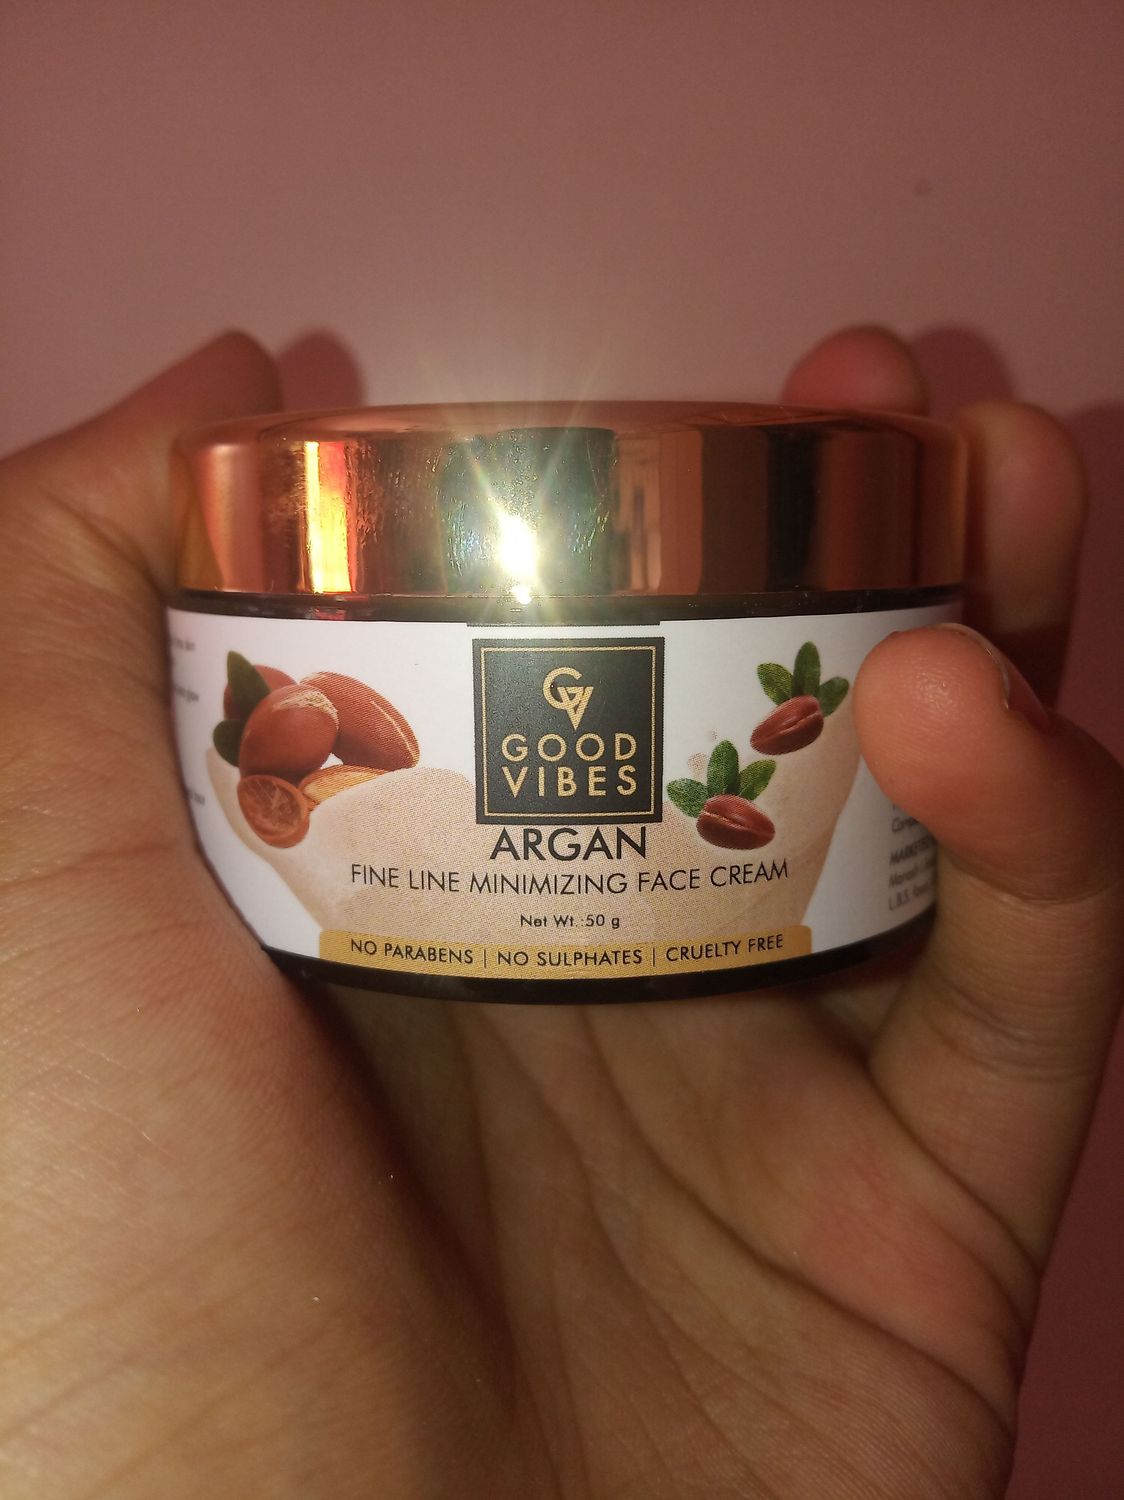 GV
GOOD
VIBES
ARGAN
FINE LINE MINIMIZING FACE CREAM
Net Wt.:50 g
NO PARABENS | NO SULPHATES | CRUELTY FREE
L.B.S.